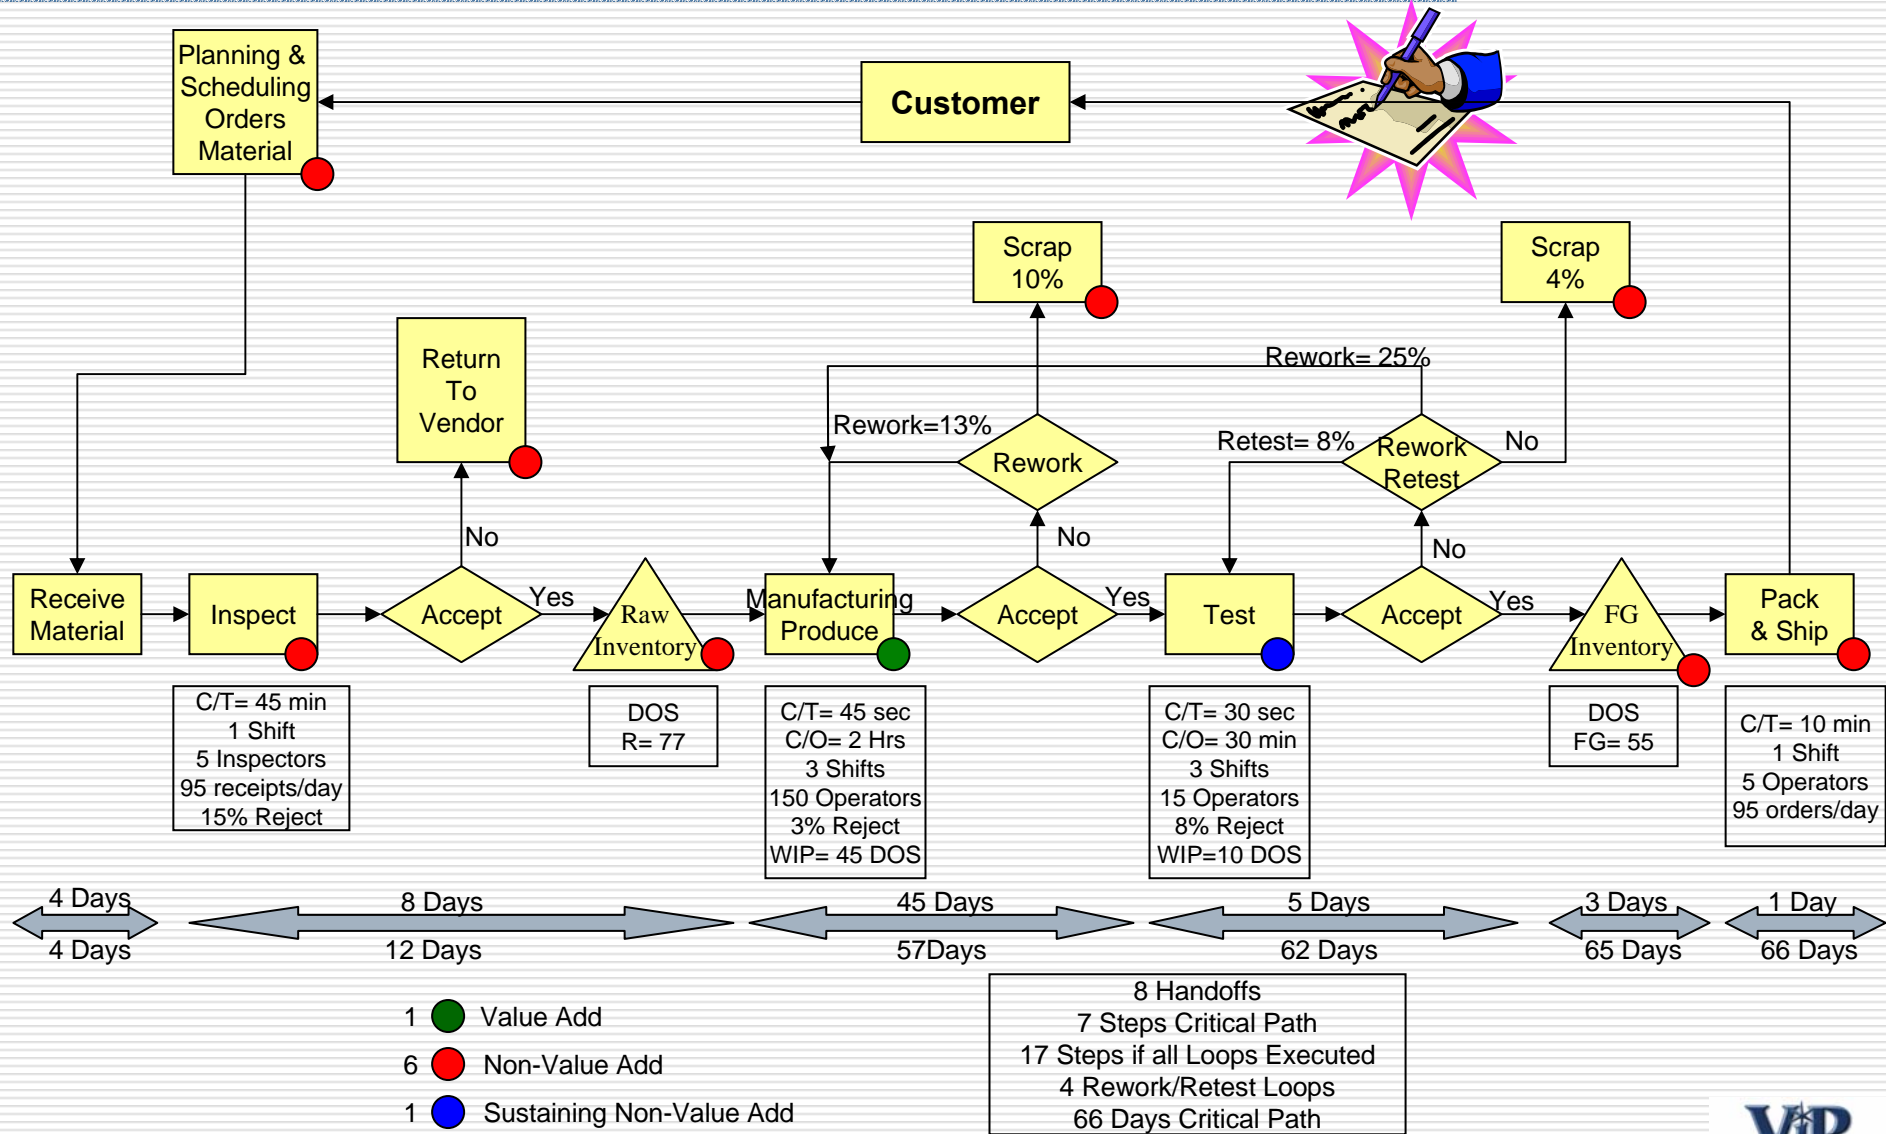 Planning &
Scheduling
Orders
Material
Customer
Scrap
10%
Scrap
4%
Return
To
Vendor
Rework= 25%
Rework=13%
Rework
Retest= 8%
Rework
Retest
No
No
No
No
Receive
Material
Inspect
Accept
Yes
Raw
Inventory
Manufacturing
Produce
Accept
Yes
Test
Accept
Yes
FG
Inventory
Pack
& Ship
C/T= 45 min
1 Shift
5 Inspectors
95 receipts/day
15% Reject
DOS
R= 77
C/T= 45 sec
C/O= 2 Hrs
3 Shifts
150 Operators
3% Reject
WIP= 45 DOS
C/T= 30 sec
C/O= 30 min
3 Shifts
15 Operators
8% Reject
WIP=10 DOS
DOS
FG= 55
C/T= 10 min
1 Shift
5 Operators
95 orders/day
4 Days
8 Days
45 Days
5 Days
3 Days
1 Day
4 Days
12 Days
57Days
62 Days
65 Days
66 Days
1 Value Add
6 Non-Value Add
1 Sustaining Non-Value Add
8 Handoffs
7 Steps Critical Path
17 Steps if all Loops Executed
4 Rework/Retest Loops
66 Days Critical Path